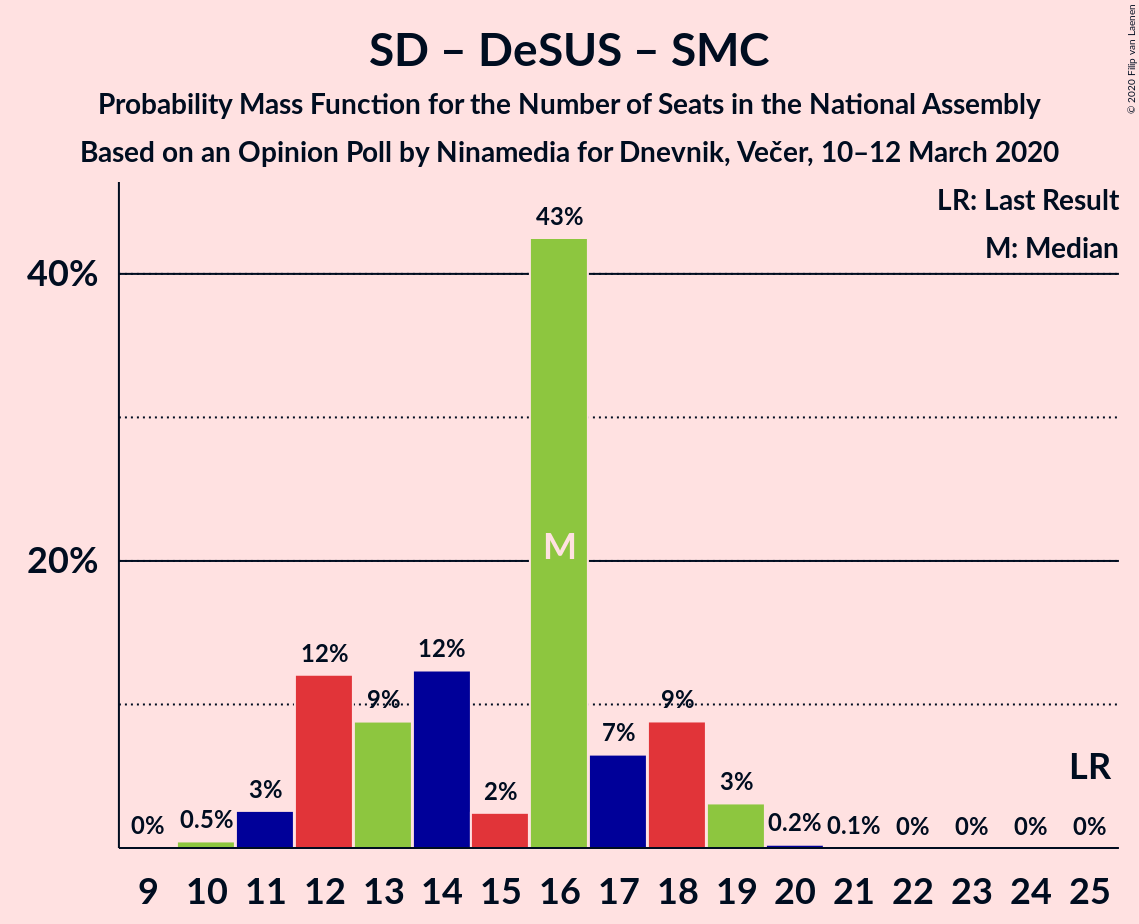 SD – DeSUS – SMC
Probability Mass Function for the Number of Seats in the National Assembly
Based on an Opinion Poll by Ninamedia for Dnevnik, Večer, 10–12 March 2020
© 2020 Filip van Laenen
LR: Last Result
M: Median
40%
20%
0%
0.5%
3%
12%
9%
12%
2%
43%
7%
9%
3%
0.2%
0.1%
0%
0%
0%
0%
M
LR
9 10 11 12 13 14 15 16 17 18 19 20 21 22 23 24 25